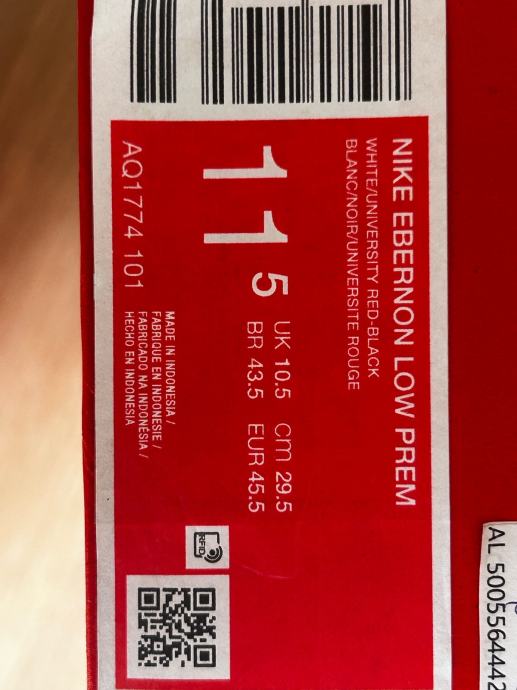 NIKE EBERNON LOW PREM
WHITE/UNIVERSITY RED-BLACK
BLANC/NOIR/UNIVERSITE ROUGE
11 5
UK 10.5 cm 29.5
BR 43.5 EUR 45.5
AQ1774 101
MADE IN INDONESIA /
FABRIQUE EN INDONESIE /
FABRICADO NA INDONÉSIA /
HECHO EN INDONESIA
RFID
AL 5005564442